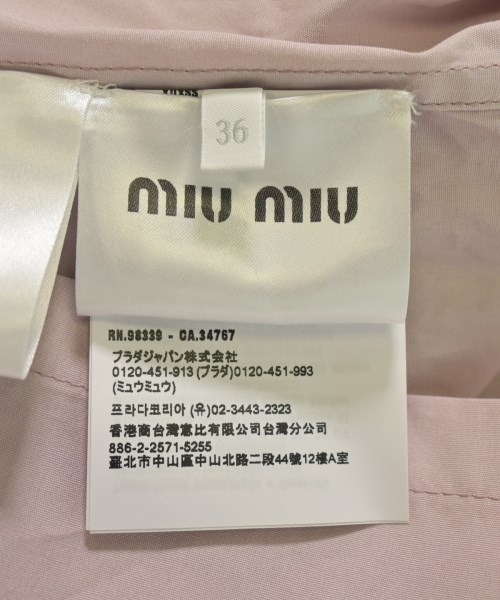 36
miu miu
RN.98339 - CA.34767
プラダジャパン株式会社
0120-451-913 (プラダ)0120-451-993
(ミュウミュウ)
프라다코리아 (유)02-3443-2323
香港商台灣意比有限公司台灣分公司
886-2-2571-5255
臺北市中山區中山北路二段44號12樓A室